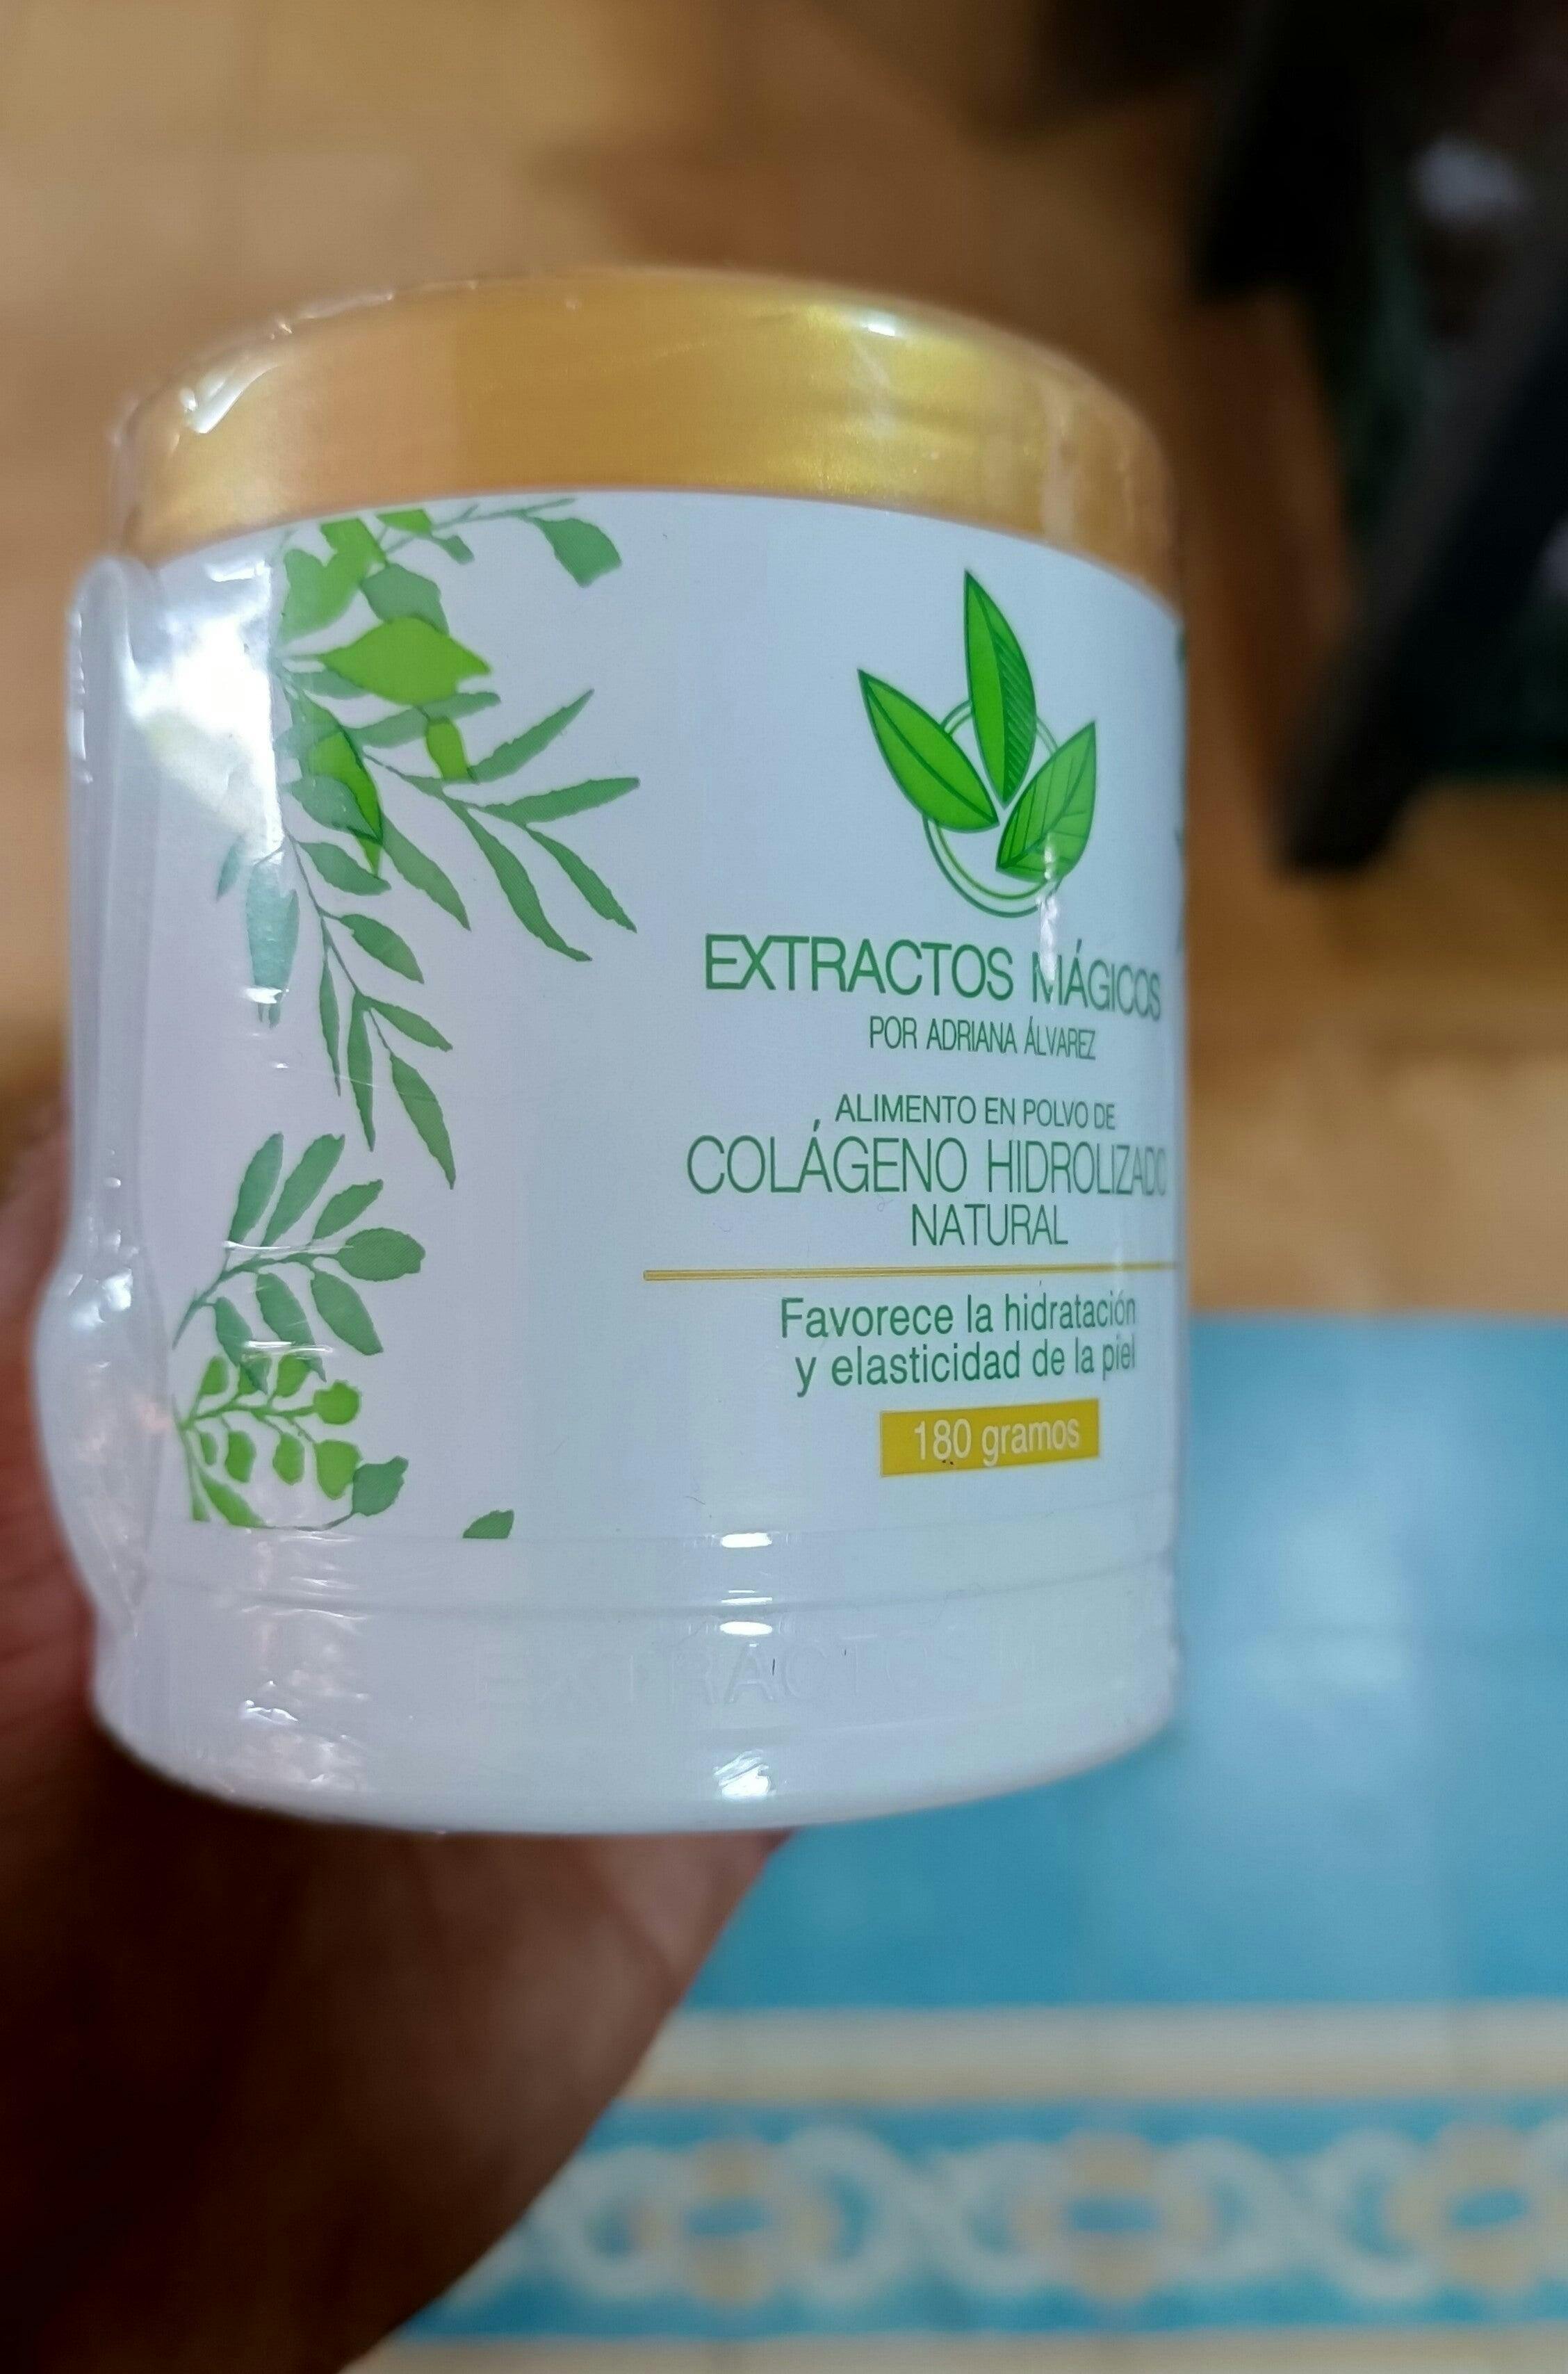 EXTRACTOS MÁGICOS
POR ADRIANA ÁLVAREZ
ALIMENTO EN POLVO DE
COLÁGENO HIDROLIZADO
NATURAL
Favorece la hidratación
y elasticidad de la piel
180 gramos
EXTRACTOS